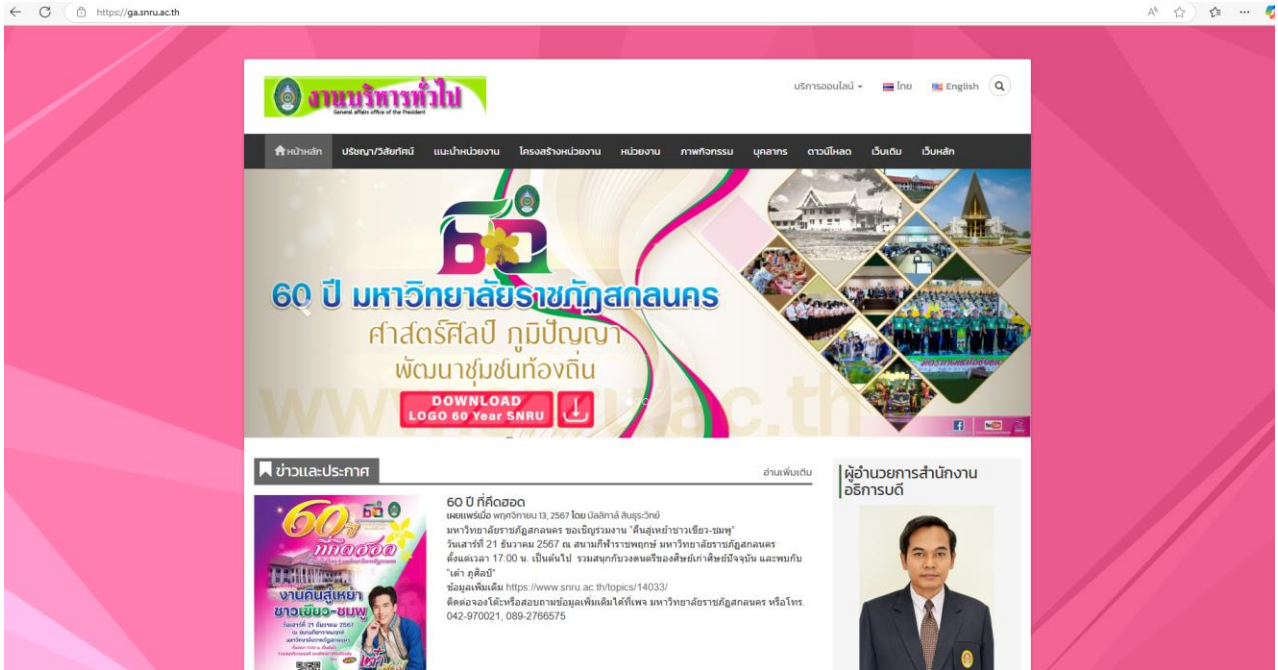 https://ga.snru.ac.th
งานบริหารทั่วไป
General affairs office of the President
บริการออนไลน์
ไทย
English
หน้าหลัก ปรัชญา/วิสัยทัศน์ แนะนำหน่วยงาน โครงสร้างหน่วยงาน หน่วยงาน ภาพกิจกรรม บุคลากร ดาวน์โหลด เว็บเดิม เว็บหลัก
๖๐
60 ปี มหาวิทยาลัยราชภัฏสกลนคร
ศาสตร์ศิลป์ ภูมิปัญญา
พัฒนาชุมชนท้องถิ่น
www.snru.ac.th
DOWNLOAD
LOGO 60 Year SNRU
ข่าวและประกาศ
อ่านเพิ่มเติม
60 ปี ที่คึดฮอด
เผยแพร่เมื่อ พฤศจิกายน 13, 2567 โดย มัลลิกาล์ สินธุระวิทย์
มหาวิทยาลัยราชภัฏสกลนคร ขอเชิญร่วมงาน "คืนสู่เหย้าชาวเขียว-ชมพู"
วันเสาร์ที่ 21 ธันวาคม 2567 ณ สนามกีฬาราชพฤกษ์ มหาวิทยาลัยราชภัฏสกลนคร
ตั้งแต่เวลา 17.00 น. เป็นต้นไป ร่วมสนุกกับวงดนตรีของศิษย์เก่าศิษย์ปัจจุบัน และพบกับ
"เต๋า ภูศิลป์"
ข้อมูลเพิ่มเติม https://www.snru.ac.th/topics/14033/
ติดต่อจองโต๊ะหรือสอบถามข้อมูลเพิ่มเติมได้ที่เพจ มหาวิทยาลัยราชภัฏสกลนคร หรือโทร.
042-970021, 089-2766575
60 ปี
ที่คึดฮอด
งานคืนสู่เหย้า
ชาวเขียว-ชมพู
วันเสาร์ที่ 21 ธันวาคม 2567
ผู้อำนวยการสำนักงาน
อธิการบดี